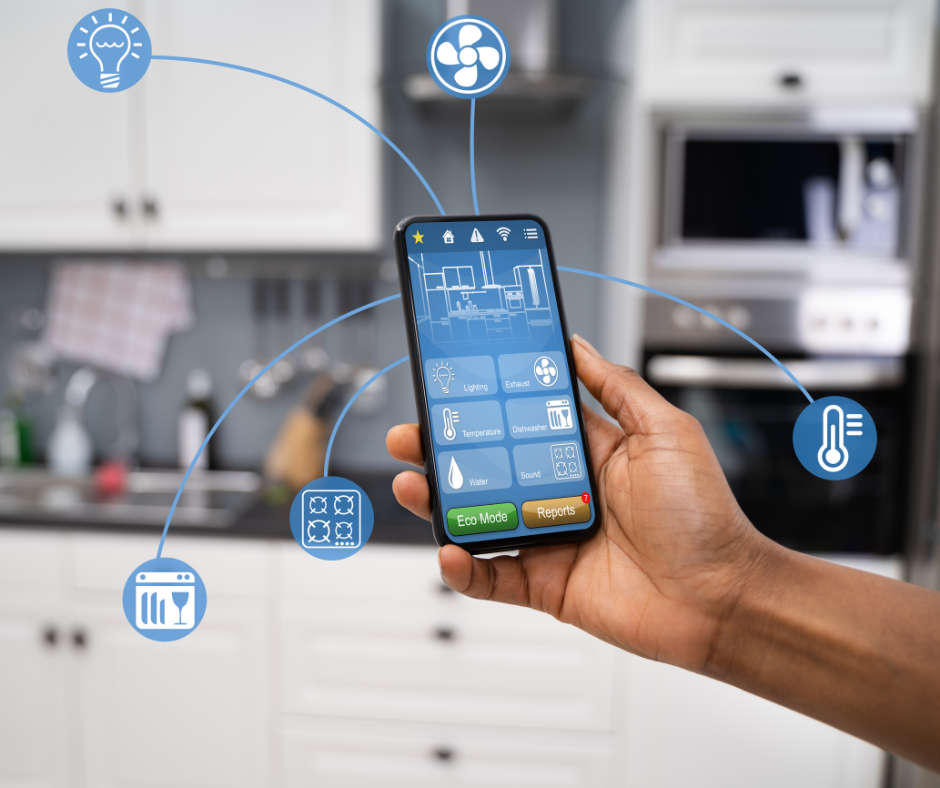 Lighting
Exhaust
Temperature
Dishwasher
Water
Sound
Eco Mode
Reports
7